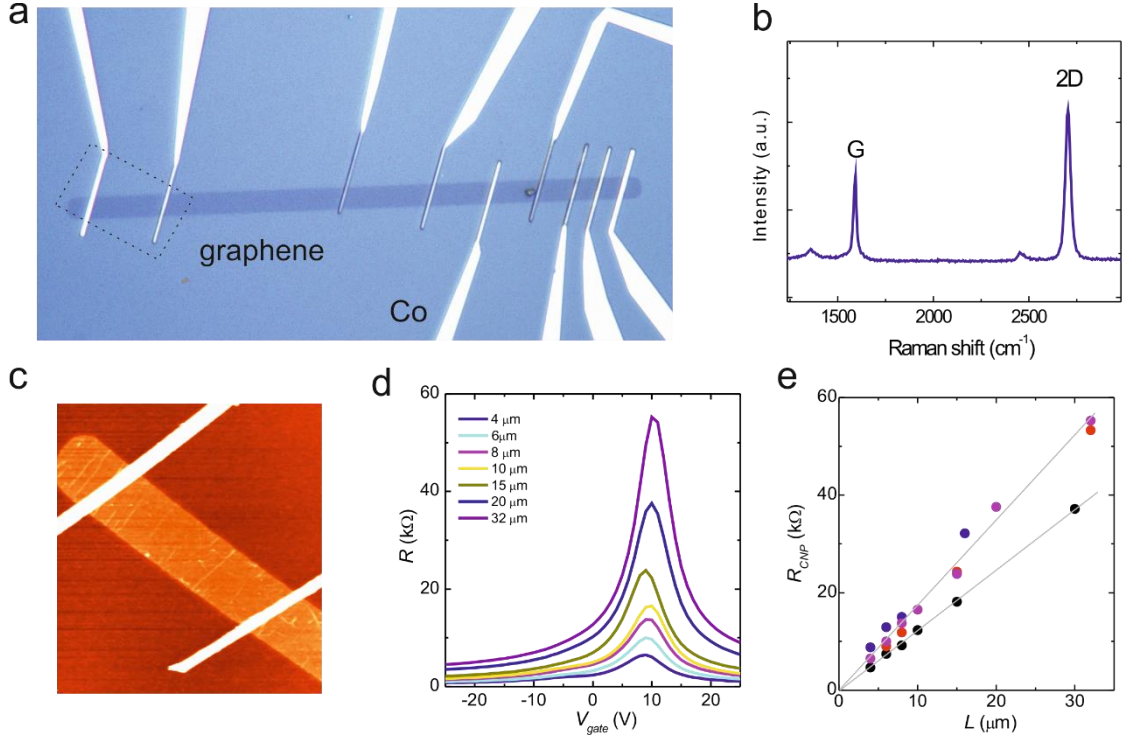 a
graphene
Co
b
G
2D
Intensity (a.u.)
1500 2000 2500
Raman shift (cm⁻¹)
c
d
60
40
20
0
4 μm
6μm
8 μm
10 μm
15 μm
20 μm
32 μm
R (kΩ)
-20 -10 0 10 20
V_gate (V)
e
60
40
20
0
R_CNP (kΩ)
0 10 20 30
L (μm)